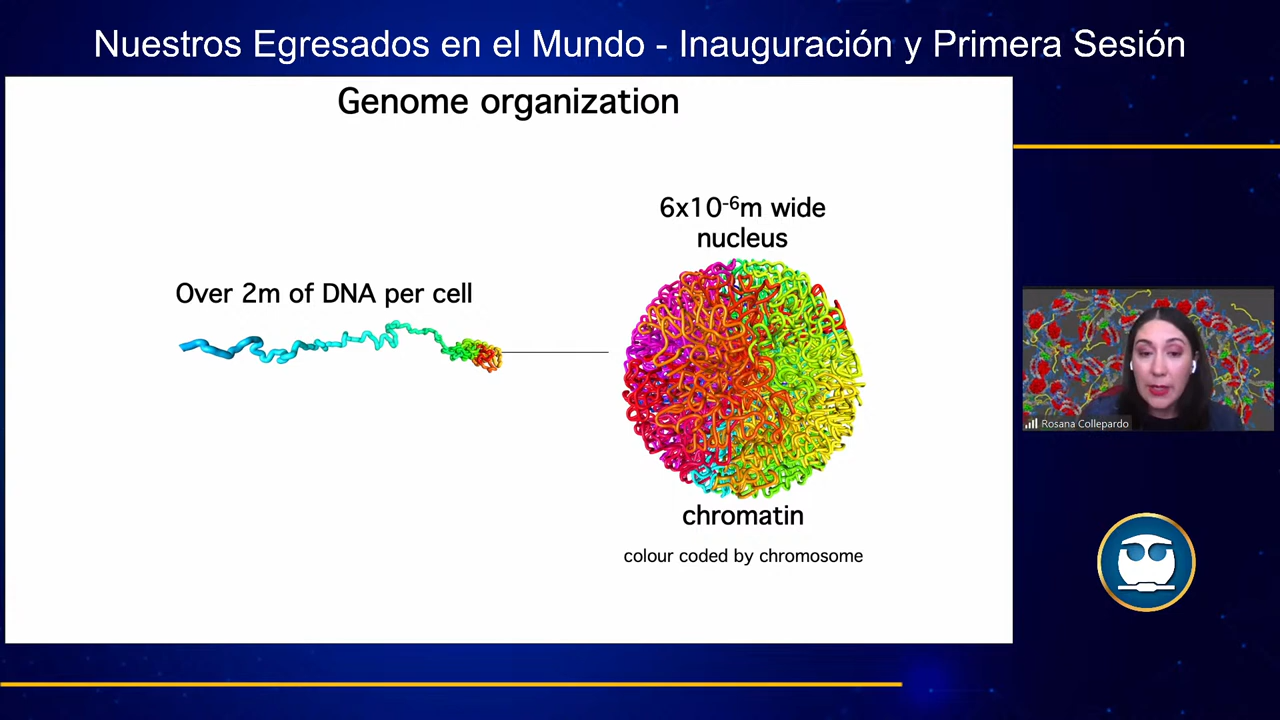 Nuestros Egresados en el Mundo - Inauguración y Primera Sesión
Genome organization
6x10⁻⁶m wide
nucleus
Over 2m of DNA per cell
chromatin
colour coded by chromosome
Rosana Collepardo